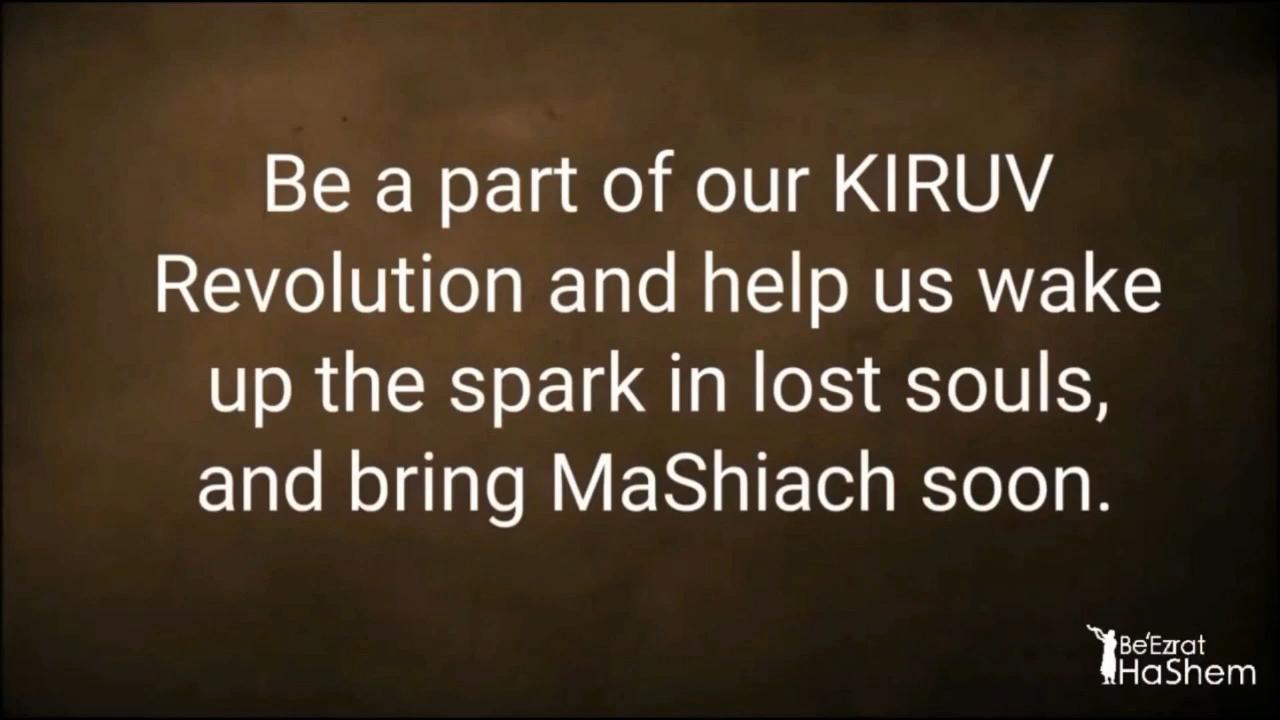 Be a part of our KIRUV
Revolution and help us wake
up the spark in lost souls,
and bring MaShiach soon.
Be'Ezrat
HaShem